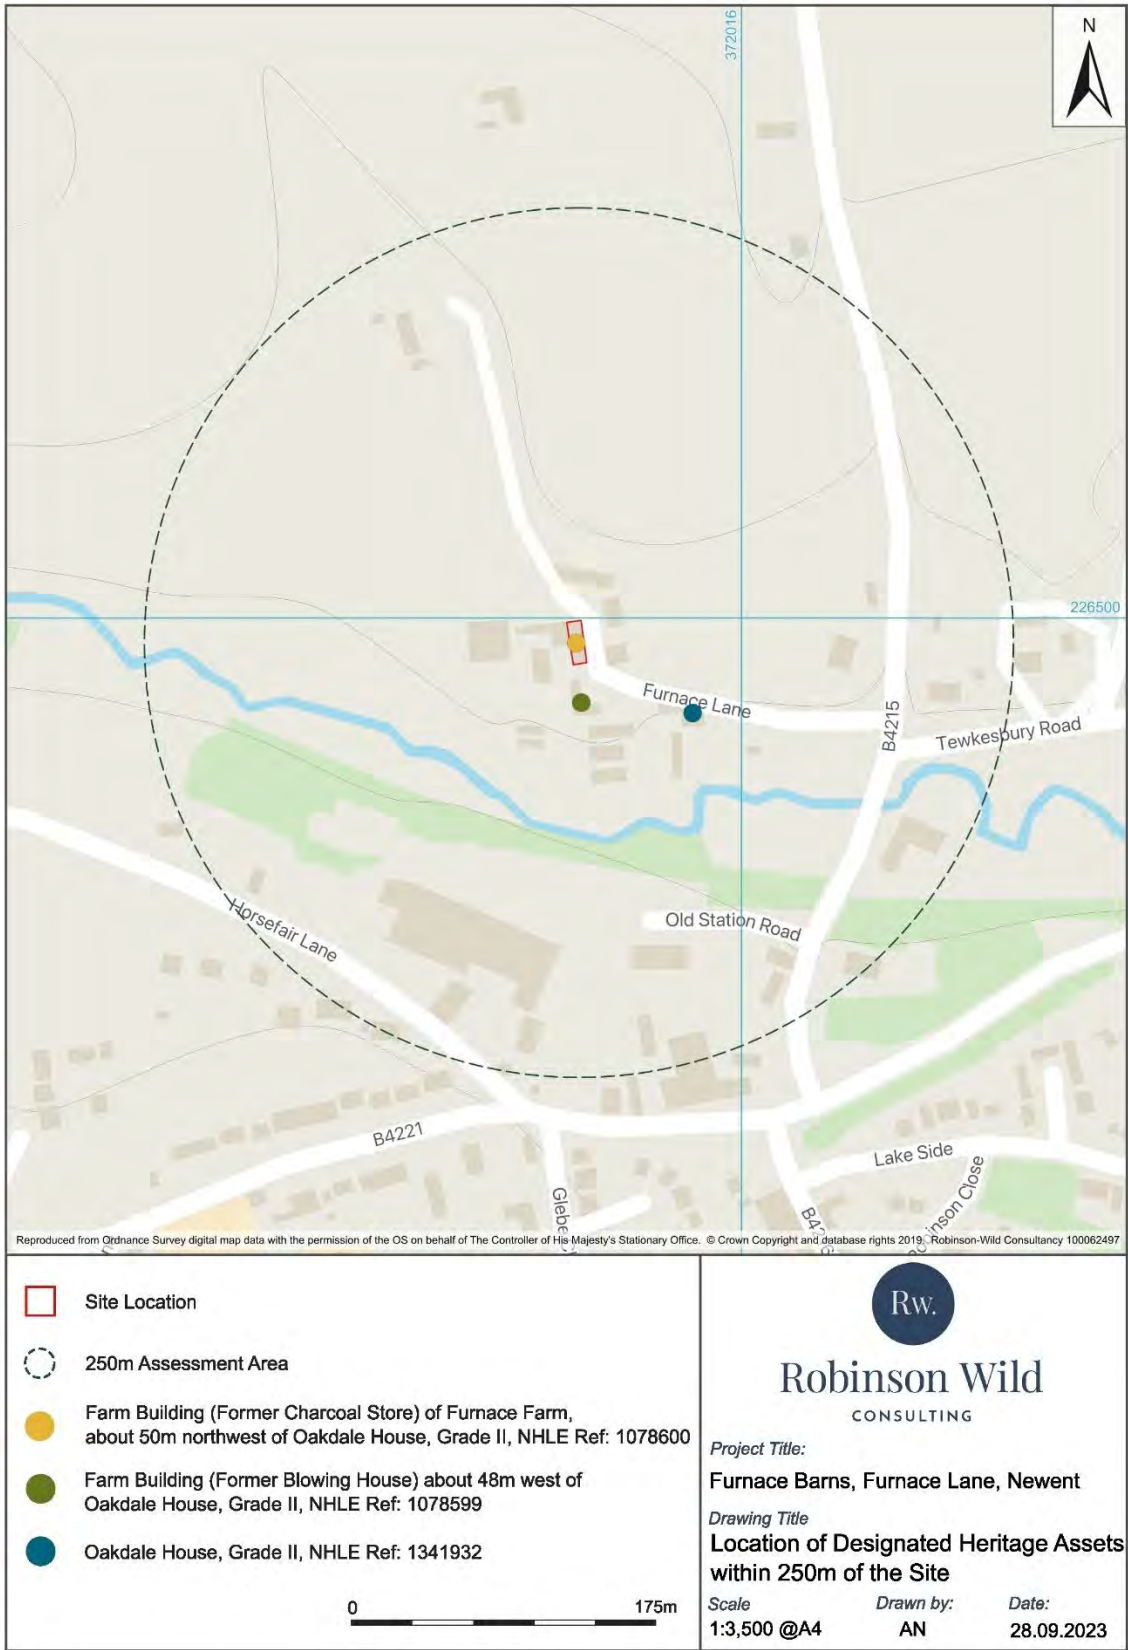 N
372016
226500
Furnace Lane
B4215
Tewkesbury Road
Horsefair Lane
Old Station Road
B4221
Lake Side
Reproduced from Ordnance Survey digital map data with the permission of the OS on behalf of The Controller of His Majesty's Stationary Office. © Crown Copyright and database rights 2019. Robinson-Wild Consultancy 100062497
Site Location
250m Assessment Area
Farm Building (Former Charcoal Store) of Furnace Farm,
about 50m northwest of Oakdale House, Grade II, NHLE Ref: 1078600
Farm Building (Former Blowing House) about 48m west of
Oakdale House, Grade II, NHLE Ref: 1078599
Oakdale House, Grade II, NHLE Ref: 1341932
0 175m
Rw.
Robinson Wild
CONSULTING
Project Title:
Furnace Barns, Furnace Lane, Newent
Drawing Title
Location of Designated Heritage Assets
within 250m of the Site
Scale Drawn by: Date:
1:3,500 @A4 AN 28.09.2023